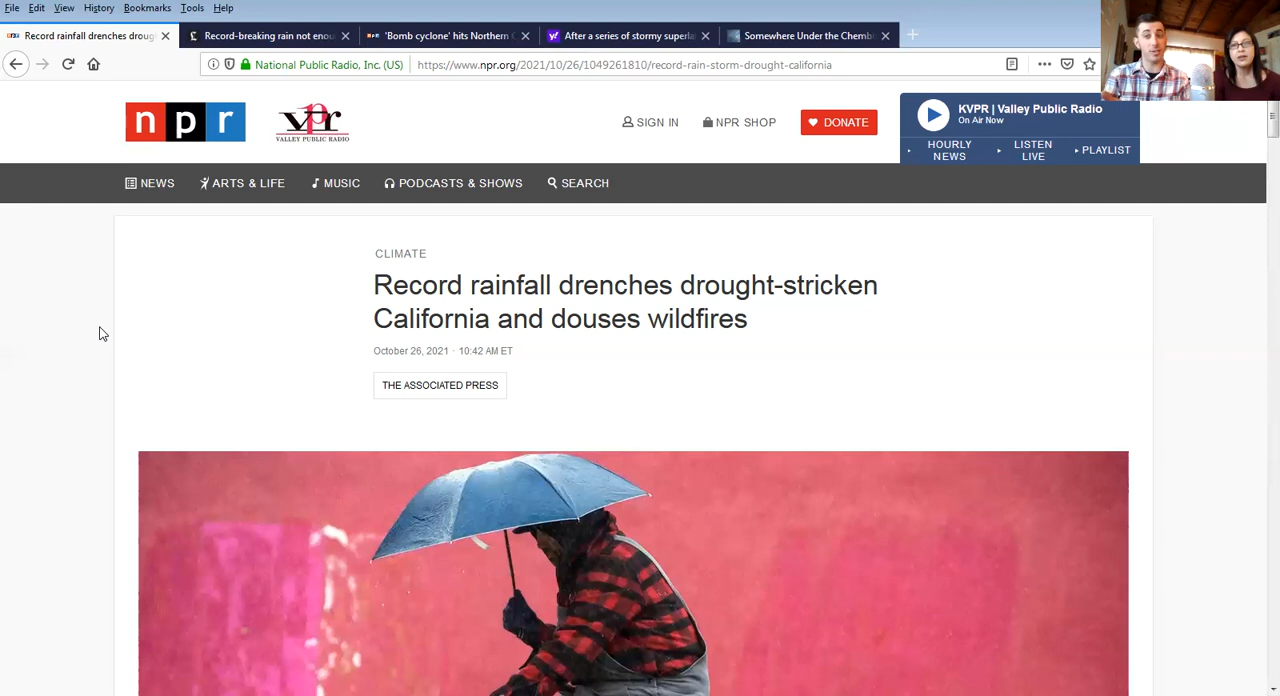 File Edit View History Bookmarks Tools Help
Record rainfall drenches droug
Record-breaking rain not enou
'Bomb cyclone' hits Northern C
After a series of stormy superla
Somewhere Under the Chemb
National Public Radio, Inc. (US)
https://www.npr.org/2021/10/26/1049261810/record-rain-storm-drought-california
npr
vpr
VALLEY PUBLIC RADIO
SIGN IN
NPR SHOP
DONATE
KVPR | Valley Public Radio
On Air Now
HOURLY
NEWS
LISTEN
LIVE
PLAYLIST
NEWS
ARTS & LIFE
MUSIC
PODCASTS & SHOWS
SEARCH
CLIMATE
Record rainfall drenches drought-stricken
California and douses wildfires
October 26, 2021 · 10:42 AM ET
THE ASSOCIATED PRESS